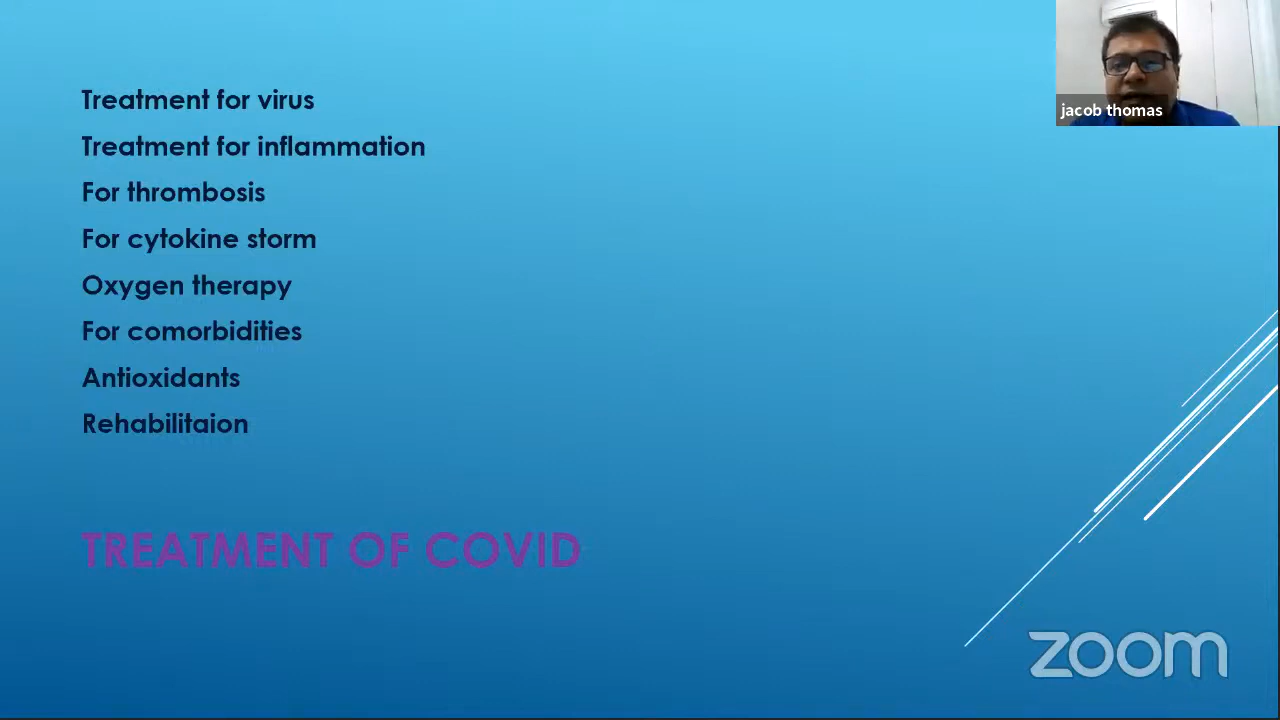 jacob thomas
Treatment for virus
Treatment for inflammation
For thrombosis
For cytokine storm
Oxygen therapy
For comorbidities
Antioxidants
Rehabilitaion
TREATMENT OF COVID
zoom